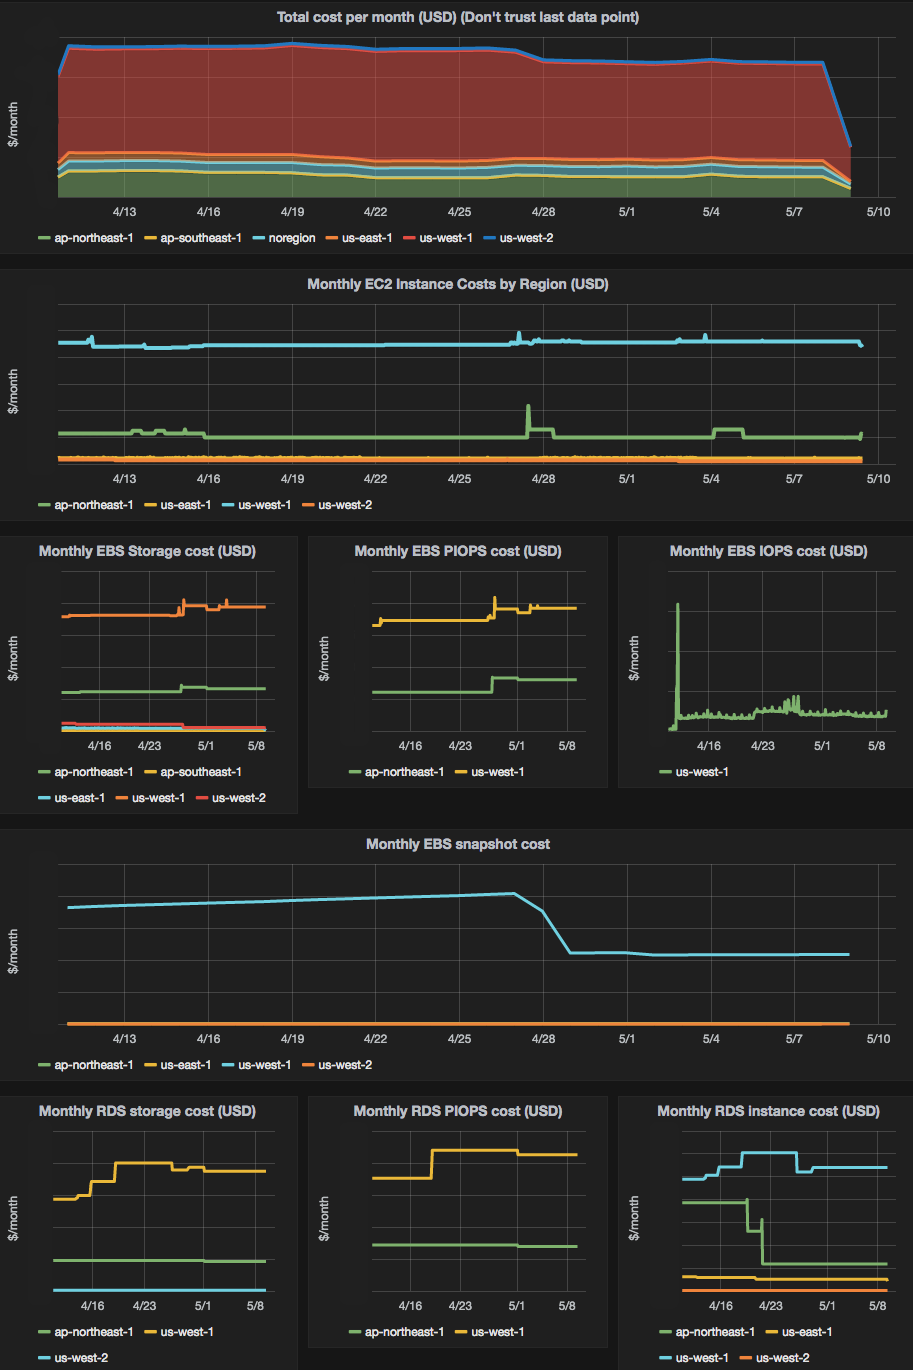 Total cost per month (USD) (Don't trust last data point)
$/month
4/13 4/16 4/19 4/22 4/25 4/28 5/1 5/4 5/7 5/10
ap-northeast-1 ap-southeast-1 noregion us-east-1 us-west-1 us-west-2
Monthly EC2 Instance Costs by Region (USD)
$/month
4/13 4/16 4/19 4/22 4/25 4/28 5/1 5/4 5/7 5/10
ap-northeast-1 us-east-1 us-west-1 us-west-2
Monthly EBS Storage cost (USD)
$/month
4/16 4/23 5/1 5/8
ap-northeast-1 ap-southeast-1
us-east-1 us-west-1 us-west-2
Monthly EBS PIOPS cost (USD)
$/month
4/16 4/23 5/1 5/8
ap-northeast-1 us-west-1
Monthly EBS IOPS cost (USD)
$/month
4/16 4/23 5/1 5/8
us-west-1
Monthly EBS snapshot cost
$/month
4/13 4/16 4/19 4/22 4/25 4/28 5/1 5/4 5/7 5/10
ap-northeast-1 us-east-1 us-west-1 us-west-2
Monthly RDS storage cost (USD)
$/month
4/16 4/23 5/1 5/8
ap-northeast-1 us-west-1
us-west-2
Monthly RDS PIOPS cost (USD)
$/month
4/16 4/23 5/1 5/8
ap-northeast-1 us-west-1
Monthly RDS instance cost (USD)
$/month
4/16 4/23 5/1 5/8
ap-northeast-1 us-east-1
us-west-1 us-west-2